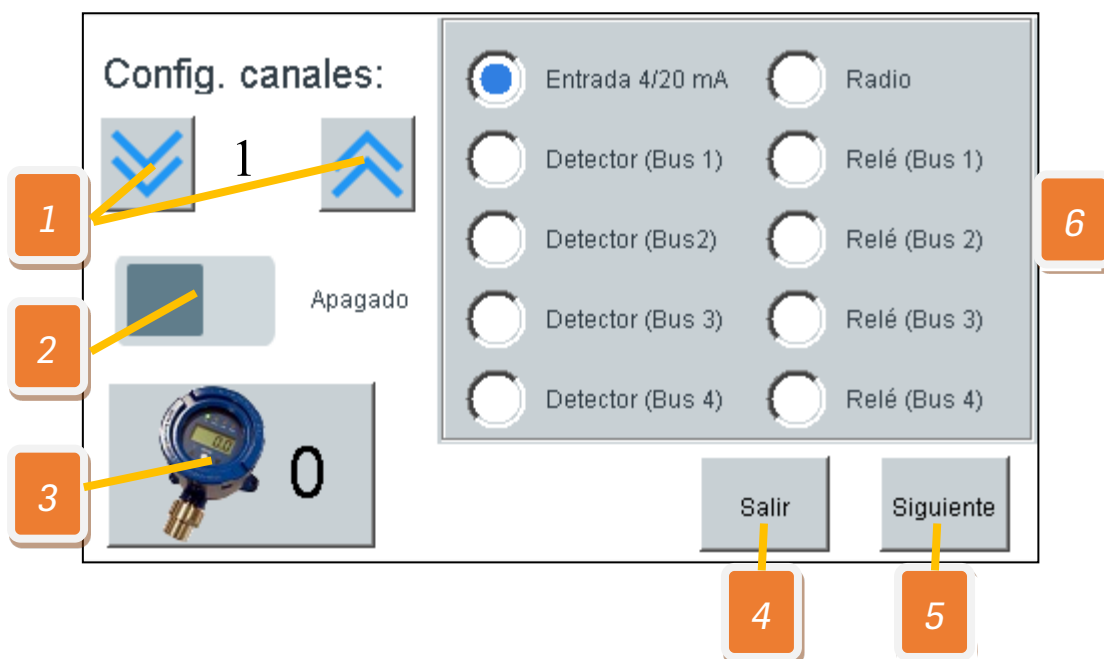 Config. canales:
1
Apagado
0
Entrada 4/20 mA
Radio
Detector (Bus 1)
Relé (Bus 1)
Detector (Bus2)
Relé (Bus 2)
Detector (Bus 3)
Relé (Bus 3)
Detector (Bus 4)
Relé (Bus 4)
Salir
Siguiente
1
2
3
4
5
6